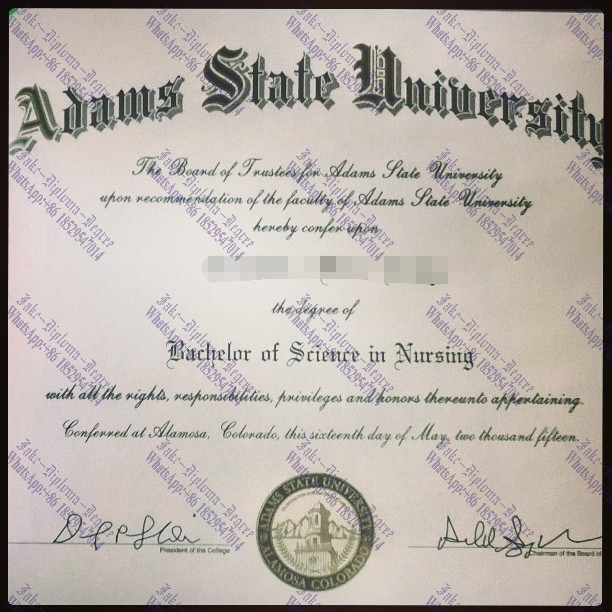 Adams State University
The Board of Trustees for Adams State University
upon recommendation of the faculty of Adams State University
hereby confer upon
the degree of
Bachelor of Science in Nursing
with all the rights, responsibilities, privileges and honors thereunto appertaining.
Conferred at Alamosa, Colorado, this sixteenth day of May, two thousand fifteen.
President of the College
Chairman of the Board of
ADAMS STATE UNIVERSITY
ALAMOSA COLORADO
Fake-Diploma-Degree
WhatsApp:+86 18529547014